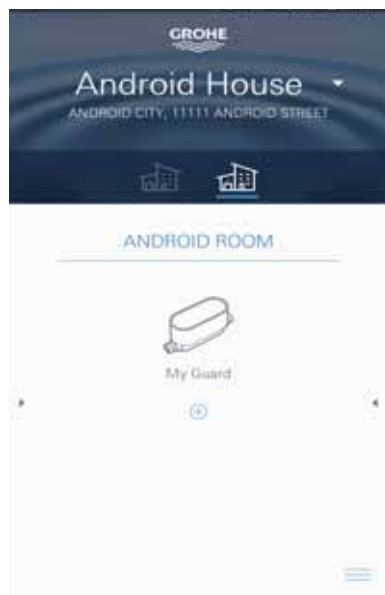 GROHE
Android House
ANDROID CITY, 11111 ANDROID STREET
ANDROID ROOM
My Guard